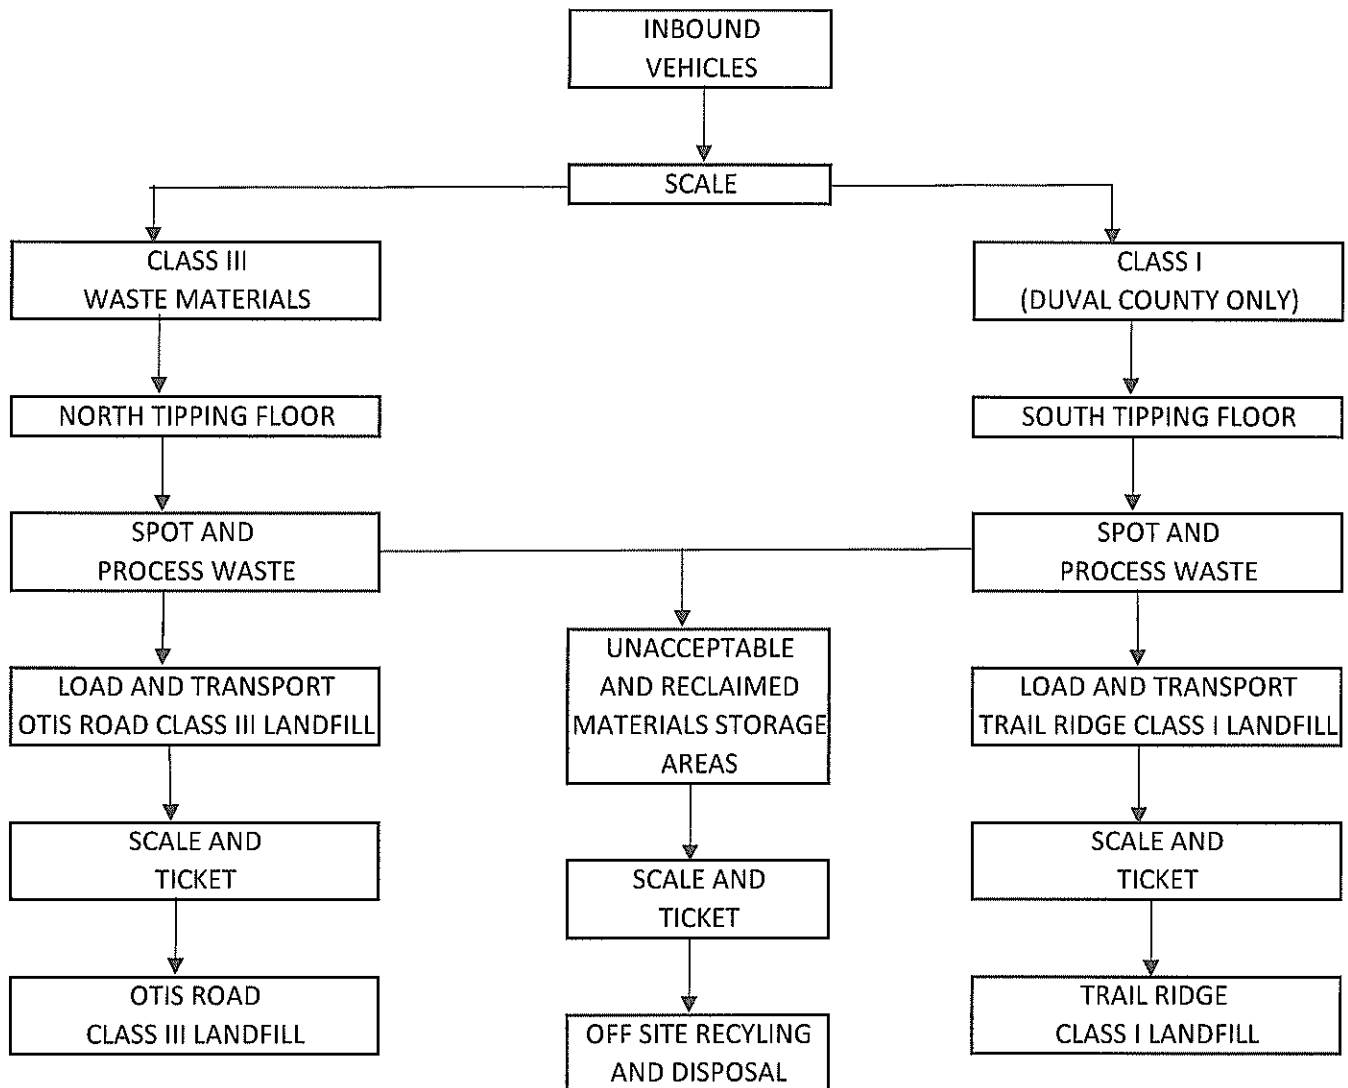 INBOUND
VEHICLES
SCALE
CLASS III
WASTE MATERIALS
CLASS I
(DUVAL COUNTY ONLY)
NORTH TIPPING FLOOR
SOUTH TIPPING FLOOR
SPOT AND
PROCESS WASTE
SPOT AND
PROCESS WASTE
UNACCEPTABLE
AND RECLAIMED
MATERIALS STORAGE
AREAS
LOAD AND TRANSPORT
OTIS ROAD CLASS III LANDFILL
LOAD AND TRANSPORT
TRAIL RIDGE CLASS I LANDFILL
SCALE AND
TICKET
SCALE AND
TICKET
SCALE AND
TICKET
OTIS ROAD
CLASS III LANDFILL
OFF SITE RECYLING
AND DISPOSAL
TRAIL RIDGE
CLASS I LANDFILL